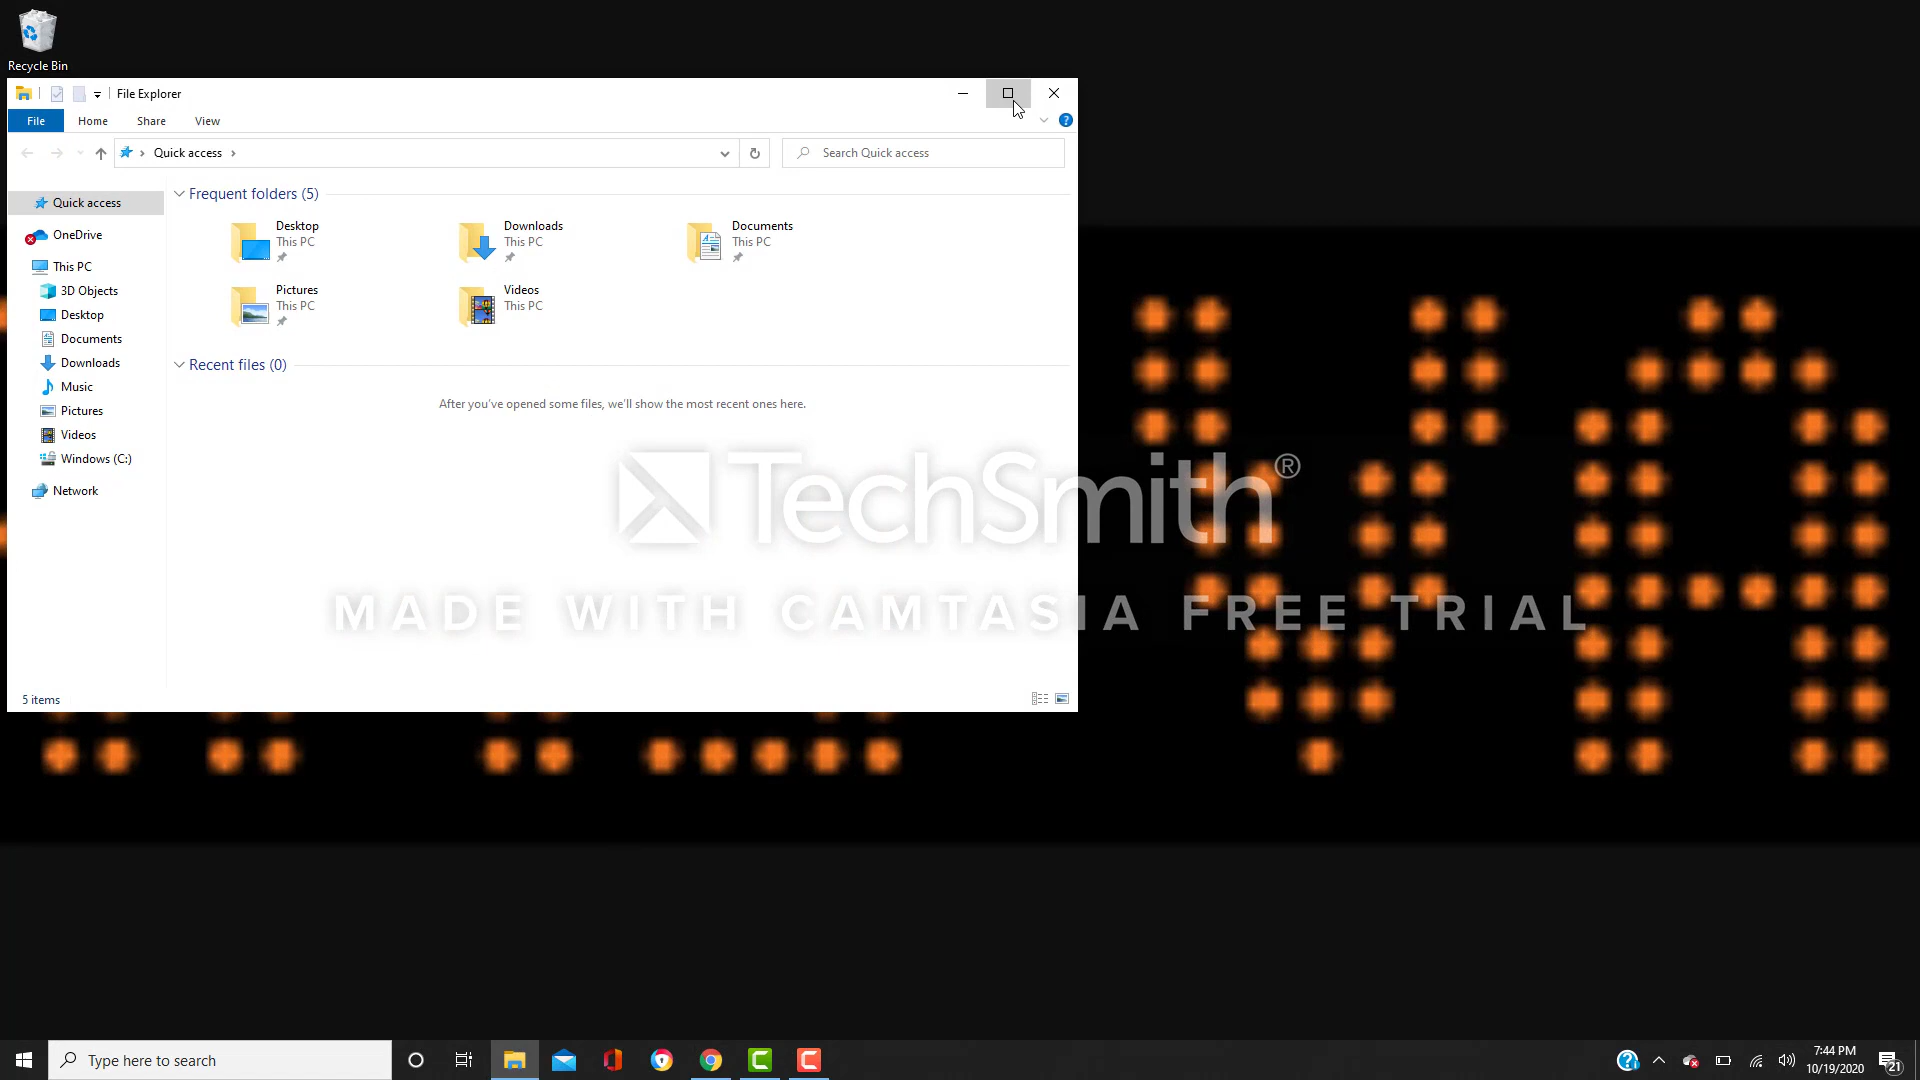 Recycle Bin
File Explorer
File Home Share View
Quick access
Search Quick access
Quick access
OneDrive
This PC
3D Objects
Desktop
Documents
Downloads
Music
Pictures
Videos
Windows (C:)
Network
Frequent folders (5)
Desktop
This PC
Downloads
This PC
Documents
This PC
Pictures
This PC
Videos
This PC
Recent files (0)
After you've opened some files, we'll show the most recent ones here.
TechSmith®
MADE WITH CAMTASIA FREE TRIAL
5 items
Type here to search
7:44 PM
10/19/2020
21